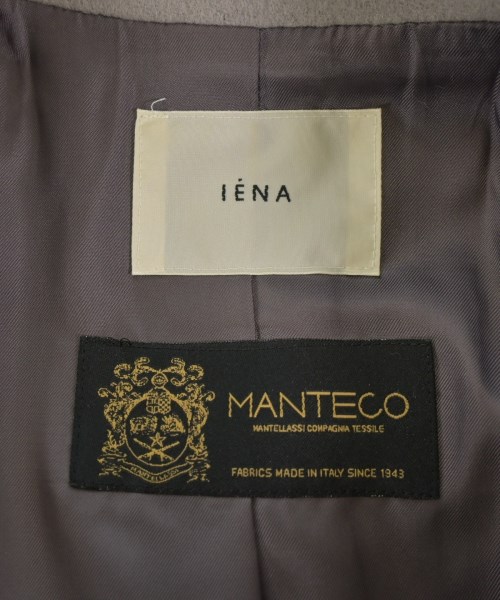 IÉNA
MANTECO
MANTELLASSI COMPAGNIA TESSILE
FABRICS MADE IN ITALY SINCE 1943